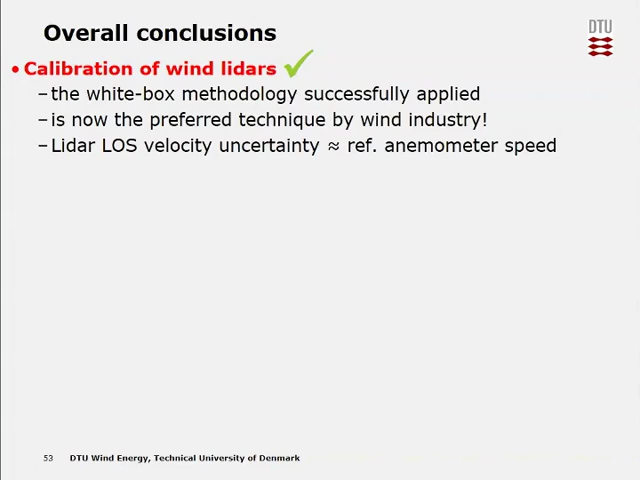 Overall conclusions
DTU
• Calibration of wind lidars ✓
– the white-box methodology successfully applied
– is now the preferred technique by wind industry!
– Lidar LOS velocity uncertainty ≈ ref. anemometer speed
53 DTU Wind Energy, Technical University of Denmark